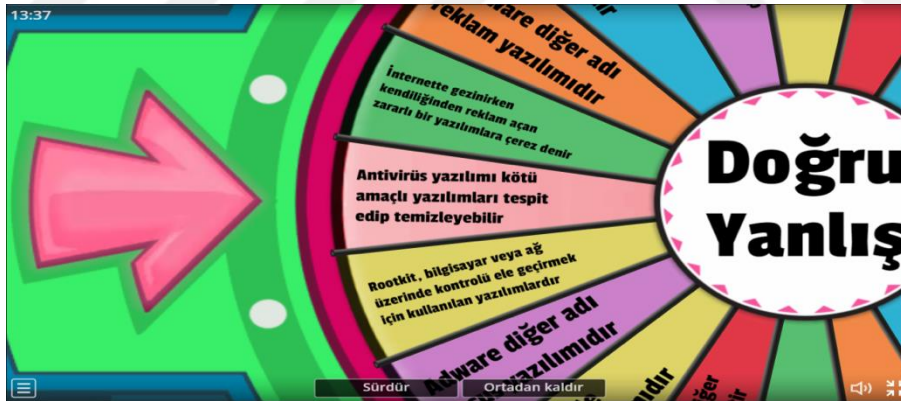 13:37
dware diğer adı
reklam yazılımıdır
İnternette gezinirken
kendiliğinden reklam açan
zararlı bir yazılımlara çerez denir
Antivirüs yazılımı kötü
amaçlı yazılımları tespit
edip temizleyebilir
Rootkit, bilgisayar veya ağ
üzerinde kontrolü ele geçirmek
için kullanılan yazılımlardır
Adware diğer adı
yazılımıdır
Doğru
Yanlış
Sürdür
Ortadan kaldır